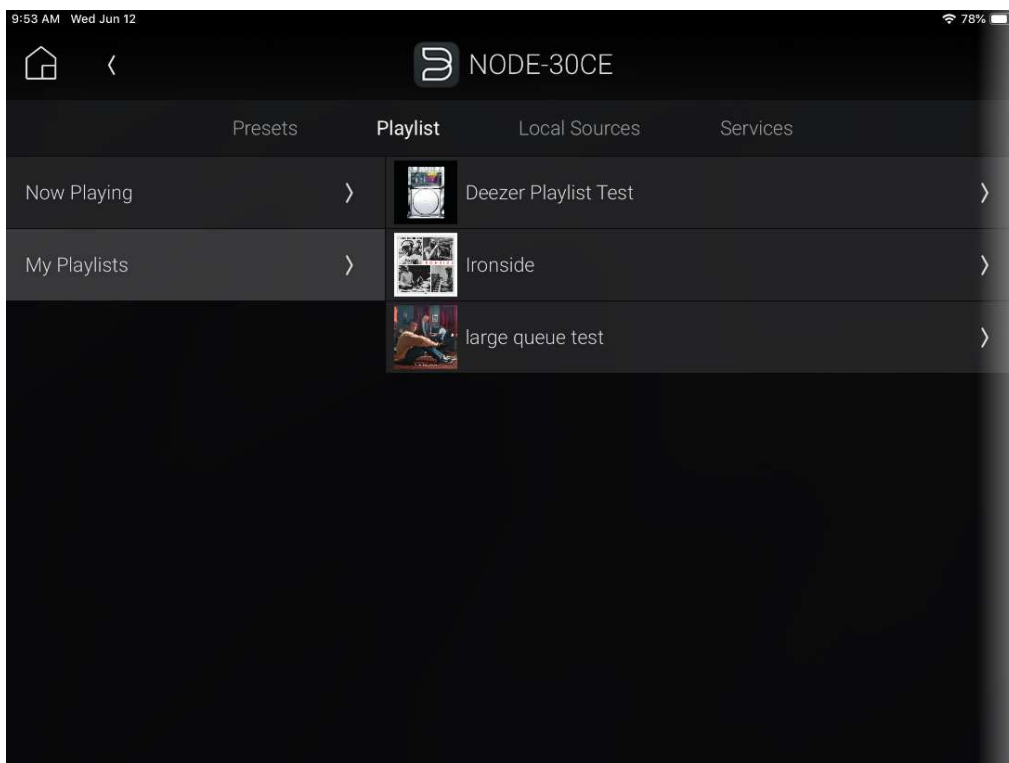 9:53 AM Wed Jun 12 78%
NODE-30CE
Presets Playlist Local Sources Services
Now Playing
My Playlists
Deezer Playlist Test
Ironside
large queue test